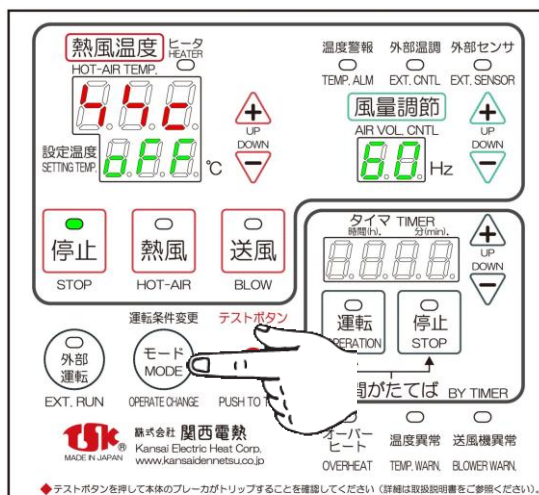 熱風温度 ヒータ
HEATER
HOT-AIR TEMP.
温度警報 外部温調 外部センサ
TEMP. ALM EXT. CNTL EXT. SENSOR
UP
DOWN
設定温度
SETTING TEMP.
oFF ℃
風量調節
AIR VOL. CNTL
60 Hz
UP
DOWN
停止 熱風 送風
STOP HOT-AIR BLOW
タイマ TIMER
時間(h). 分(min).
8888
UP
DOWN
運転 停止
OPERATION STOP
間がたてば BY TIMER
運転条件変更 テストボタン
外部
運転
モード
MODE
EXT. RUN OPERATE CHANGE PUSH TO T
株式会社 関西電熱
Kansai Electric Heat Corp.
www.kansaidennetsu.co.jp
TSK
MADE IN JAPAN
オーバー
ヒート
温度異常 送風機異常
OVERHEAT TEMP. WARN. BLOWER WARN.
◆テストボタンを押して本体のブレーカがトリップすることを確認してください（詳細は取扱説明書をご参照ください）。